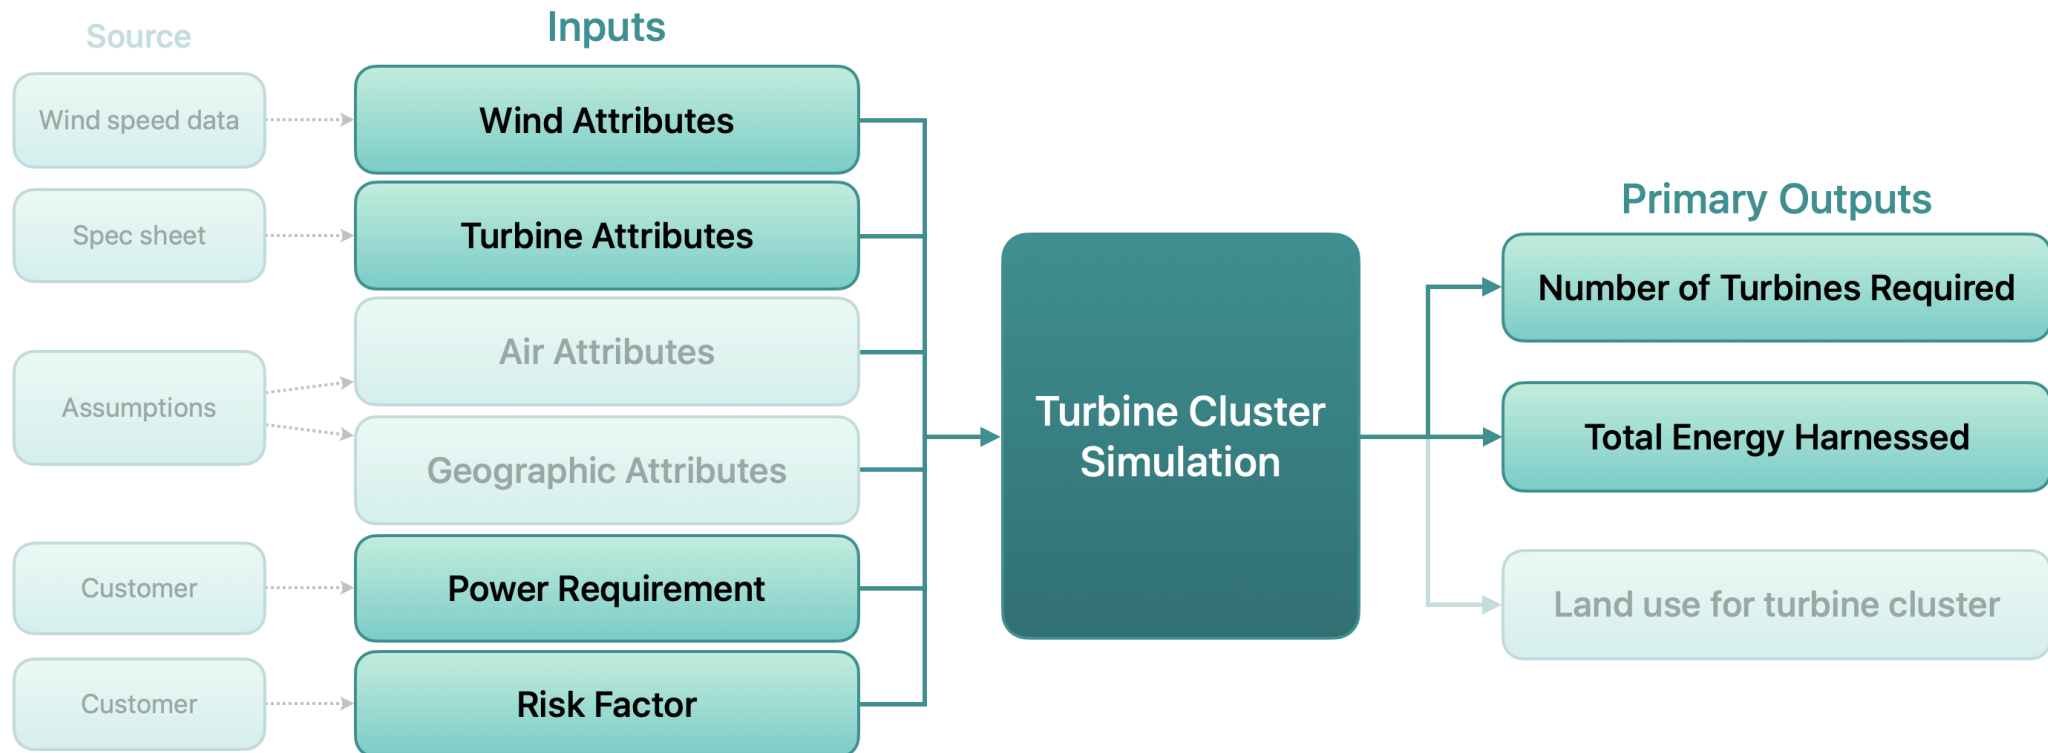 Source
Inputs
Wind speed data
Wind Attributes
Spec sheet
Turbine Attributes
Assumptions
Air Attributes
Geographic Attributes
Customer
Power Requirement
Customer
Risk Factor
Turbine Cluster
Simulation
Primary Outputs
Number of Turbines Required
Total Energy Harnessed
Land use for turbine cluster